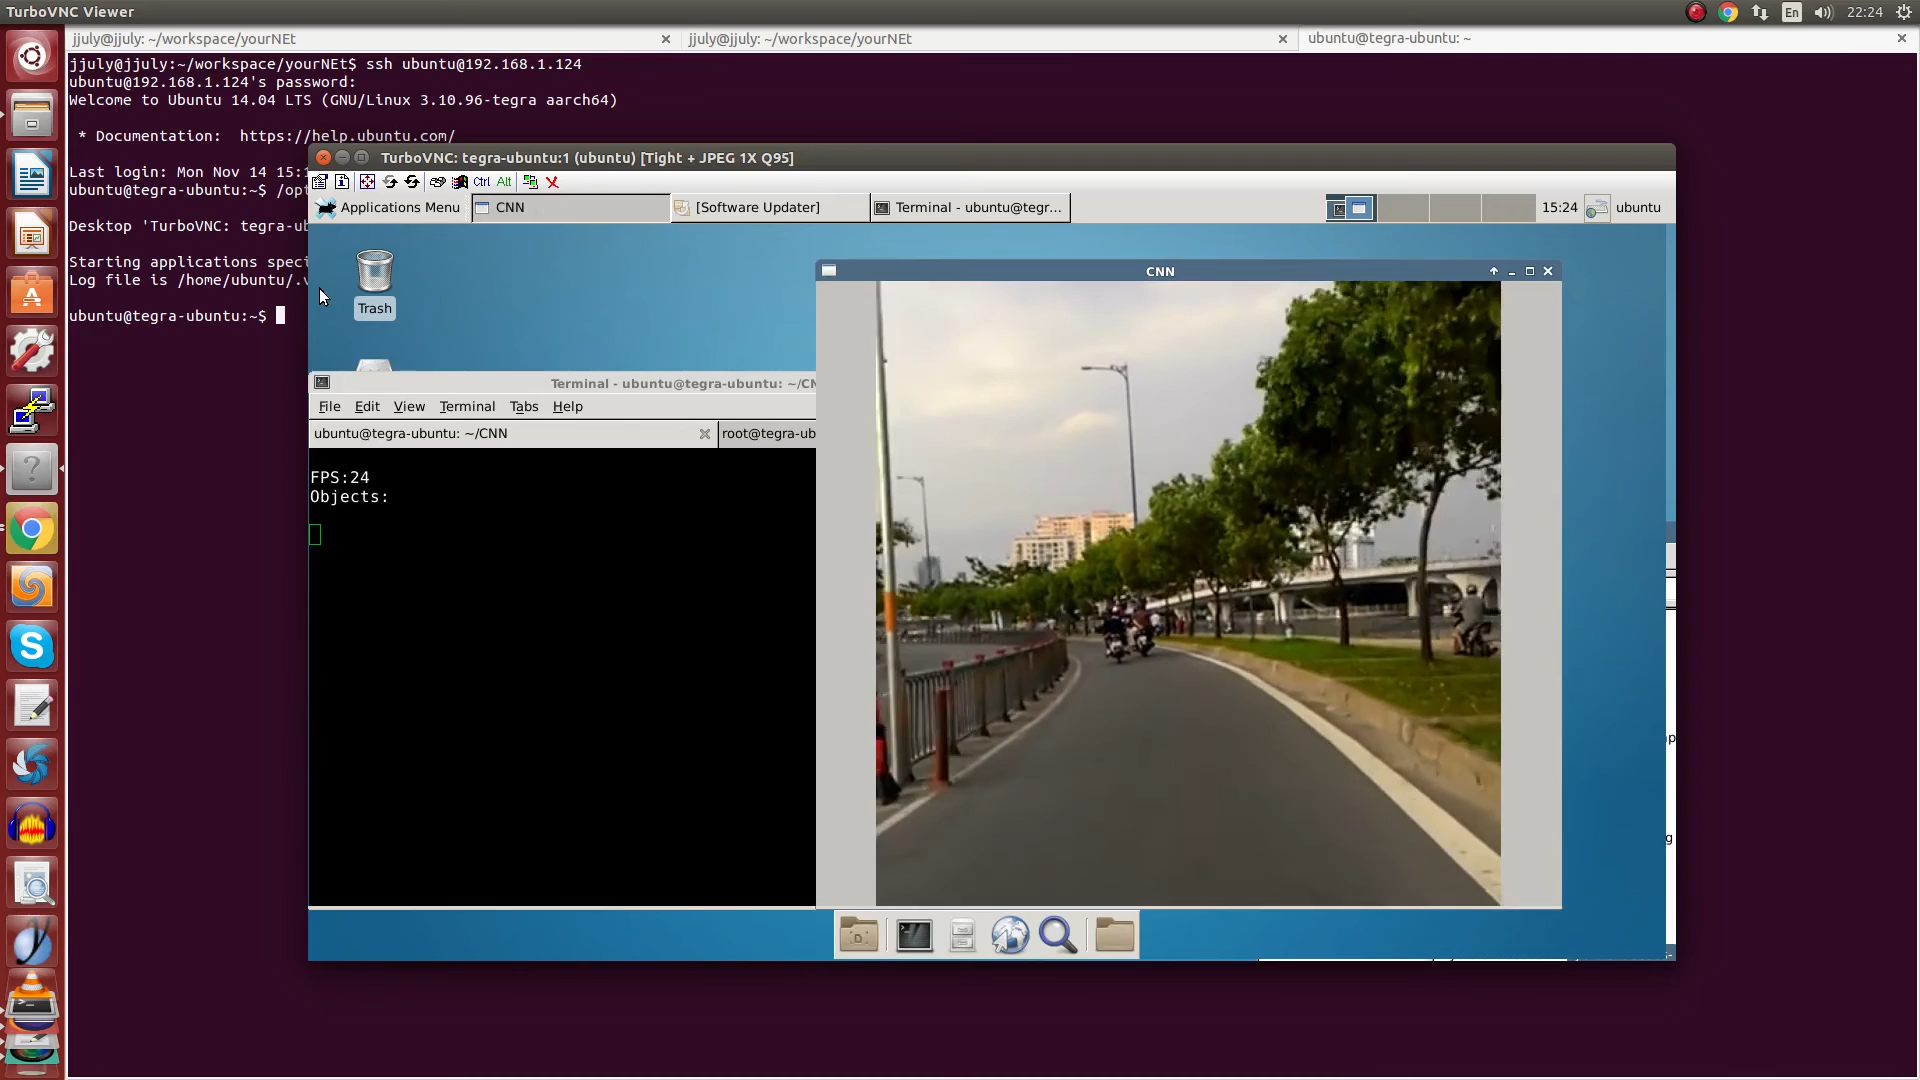 TurboVNC Viewer
En
22:24
jjuly@jjuly: ~/workspace/yourNEt
jjuly@jjuly: ~/workspace/yourNEt
ubuntu@tegra-ubuntu: ~
jjuly@jjuly:~/workspace/yourNEt$ ssh ubuntu@192.168.1.124
ubuntu@192.168.1.124's password:
Welcome to Ubuntu 14.04 LTS (GNU/Linux 3.10.96-tegra aarch64)
* Documentation:  https://help.ubuntu.com/
Last login: Mon Nov 14 15:1
ubuntu@tegra-ubuntu:~$ /opt
Desktop 'TurboVNC: tegra-ub
Starting applications speci
Log file is /home/ubuntu/.v
ubuntu@tegra-ubuntu:~$
TurboVNC: tegra-ubuntu:1 (ubuntu) [Tight + JPEG 1X Q95]
Ctrl Alt
Applications Menu
CNN
[Software Updater]
Terminal - ubuntu@tegr...
15:24
ubuntu
Trash
CNN
Terminal - ubuntu@tegra-ubuntu: ~/CN
File Edit View Terminal Tabs Help
ubuntu@tegra-ubuntu: ~/CNN
root@tegra-ub
FPS:24
Objects: